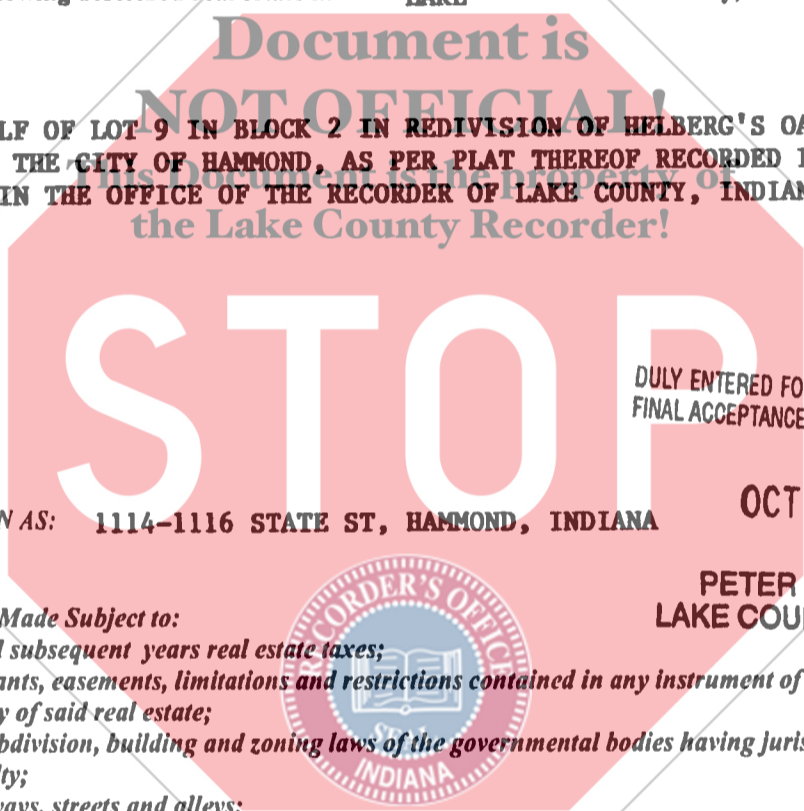 LAKE
Document is
NOT OFFICIAL!
LF OF LOT 9 IN BLOCK 2 IN REDIVISION OF HELBERG'S OA
THE CITY OF HAMMOND, AS PER PLAT THEREOF RECORDED I
This Document is the property of
IN THE OFFICE OF THE RECORDER OF LAKE COUNTY, INDIAN
the Lake County Recorder!
STOP
DULY ENTERED FO
FINAL ACCEPTANCE
OCT
N AS: 1114-1116 STATE ST, HAMMOND, INDIANA
PETER
LAKE COU
Made Subject to:
l subsequent years real estate taxes;
ants, easements, limitations and restrictions contained in any instrument of
y of said real estate;
bdivision, building and zoning laws of the governmental bodies having juris
lty;
ways, streets and alleys;
RECORDER'S OFFICE
SEAL
INDIANA